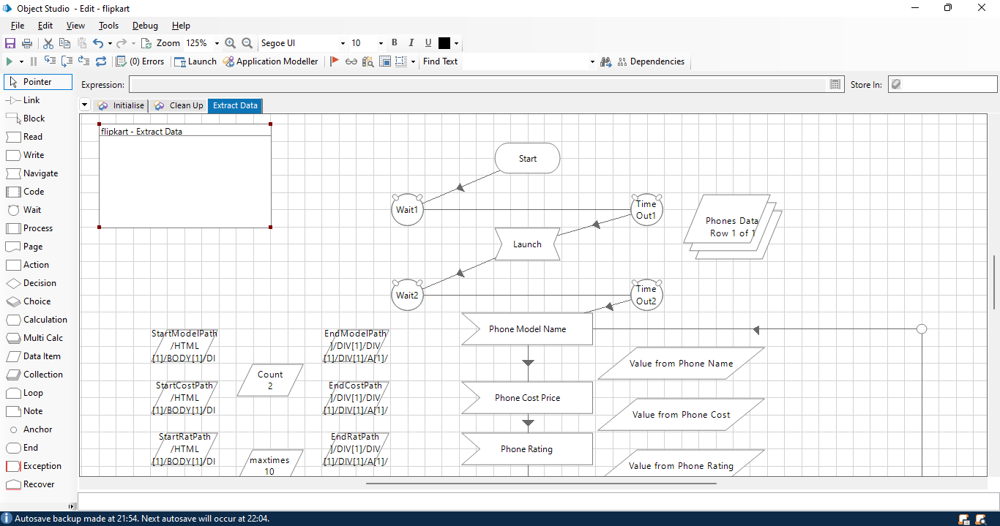 Object Studio - Edit - flipkart
File Edit View Tools Debug Help
Zoom 125% Segoe UI 10 B I U
(0) Errors Launch Application Modeller Find Text Dependencies
Pointer
Link
Block
Read
Write
Navigate
Code
Wait
Process
Page
Action
Decision
Choice
Calculation
Multi Calc
Data Item
Collection
Loop
Note
Anchor
End
Exception
Recover
Expression:
Store In:
Initialise Clean Up Extract Data
flipkart - Extract Data
Start
Wait1
Time
Out1
Phones Data
Row 1 of 1
Launch
Wait2
Time
Out2
Phone Model Name
StartModelPath
/HTML
[1]/BODY[1]/DI
EndModelPath
]/DIV[1]/DIV
[1]/DIV[1]/A[1]/
Value from Phone Name
Count
2
StartCostPath
/HTML
[1]/BODY[1]/DI
EndCostPath
]/DIV[1]/DIV
[1]/DIV[1]/A[1]/
Phone Cost Price
Value from Phone Cost
StartRatPath
/HTML
[1]/BODY[1]/DI
EndRatPath
]/DIV[1]/DIV
[1]/DIV[1]/A[1]/
Phone Rating
maxtimes
10
Value from Phone Rating
Autosave backup made at 21:54. Next autosave will occur at 22:04.